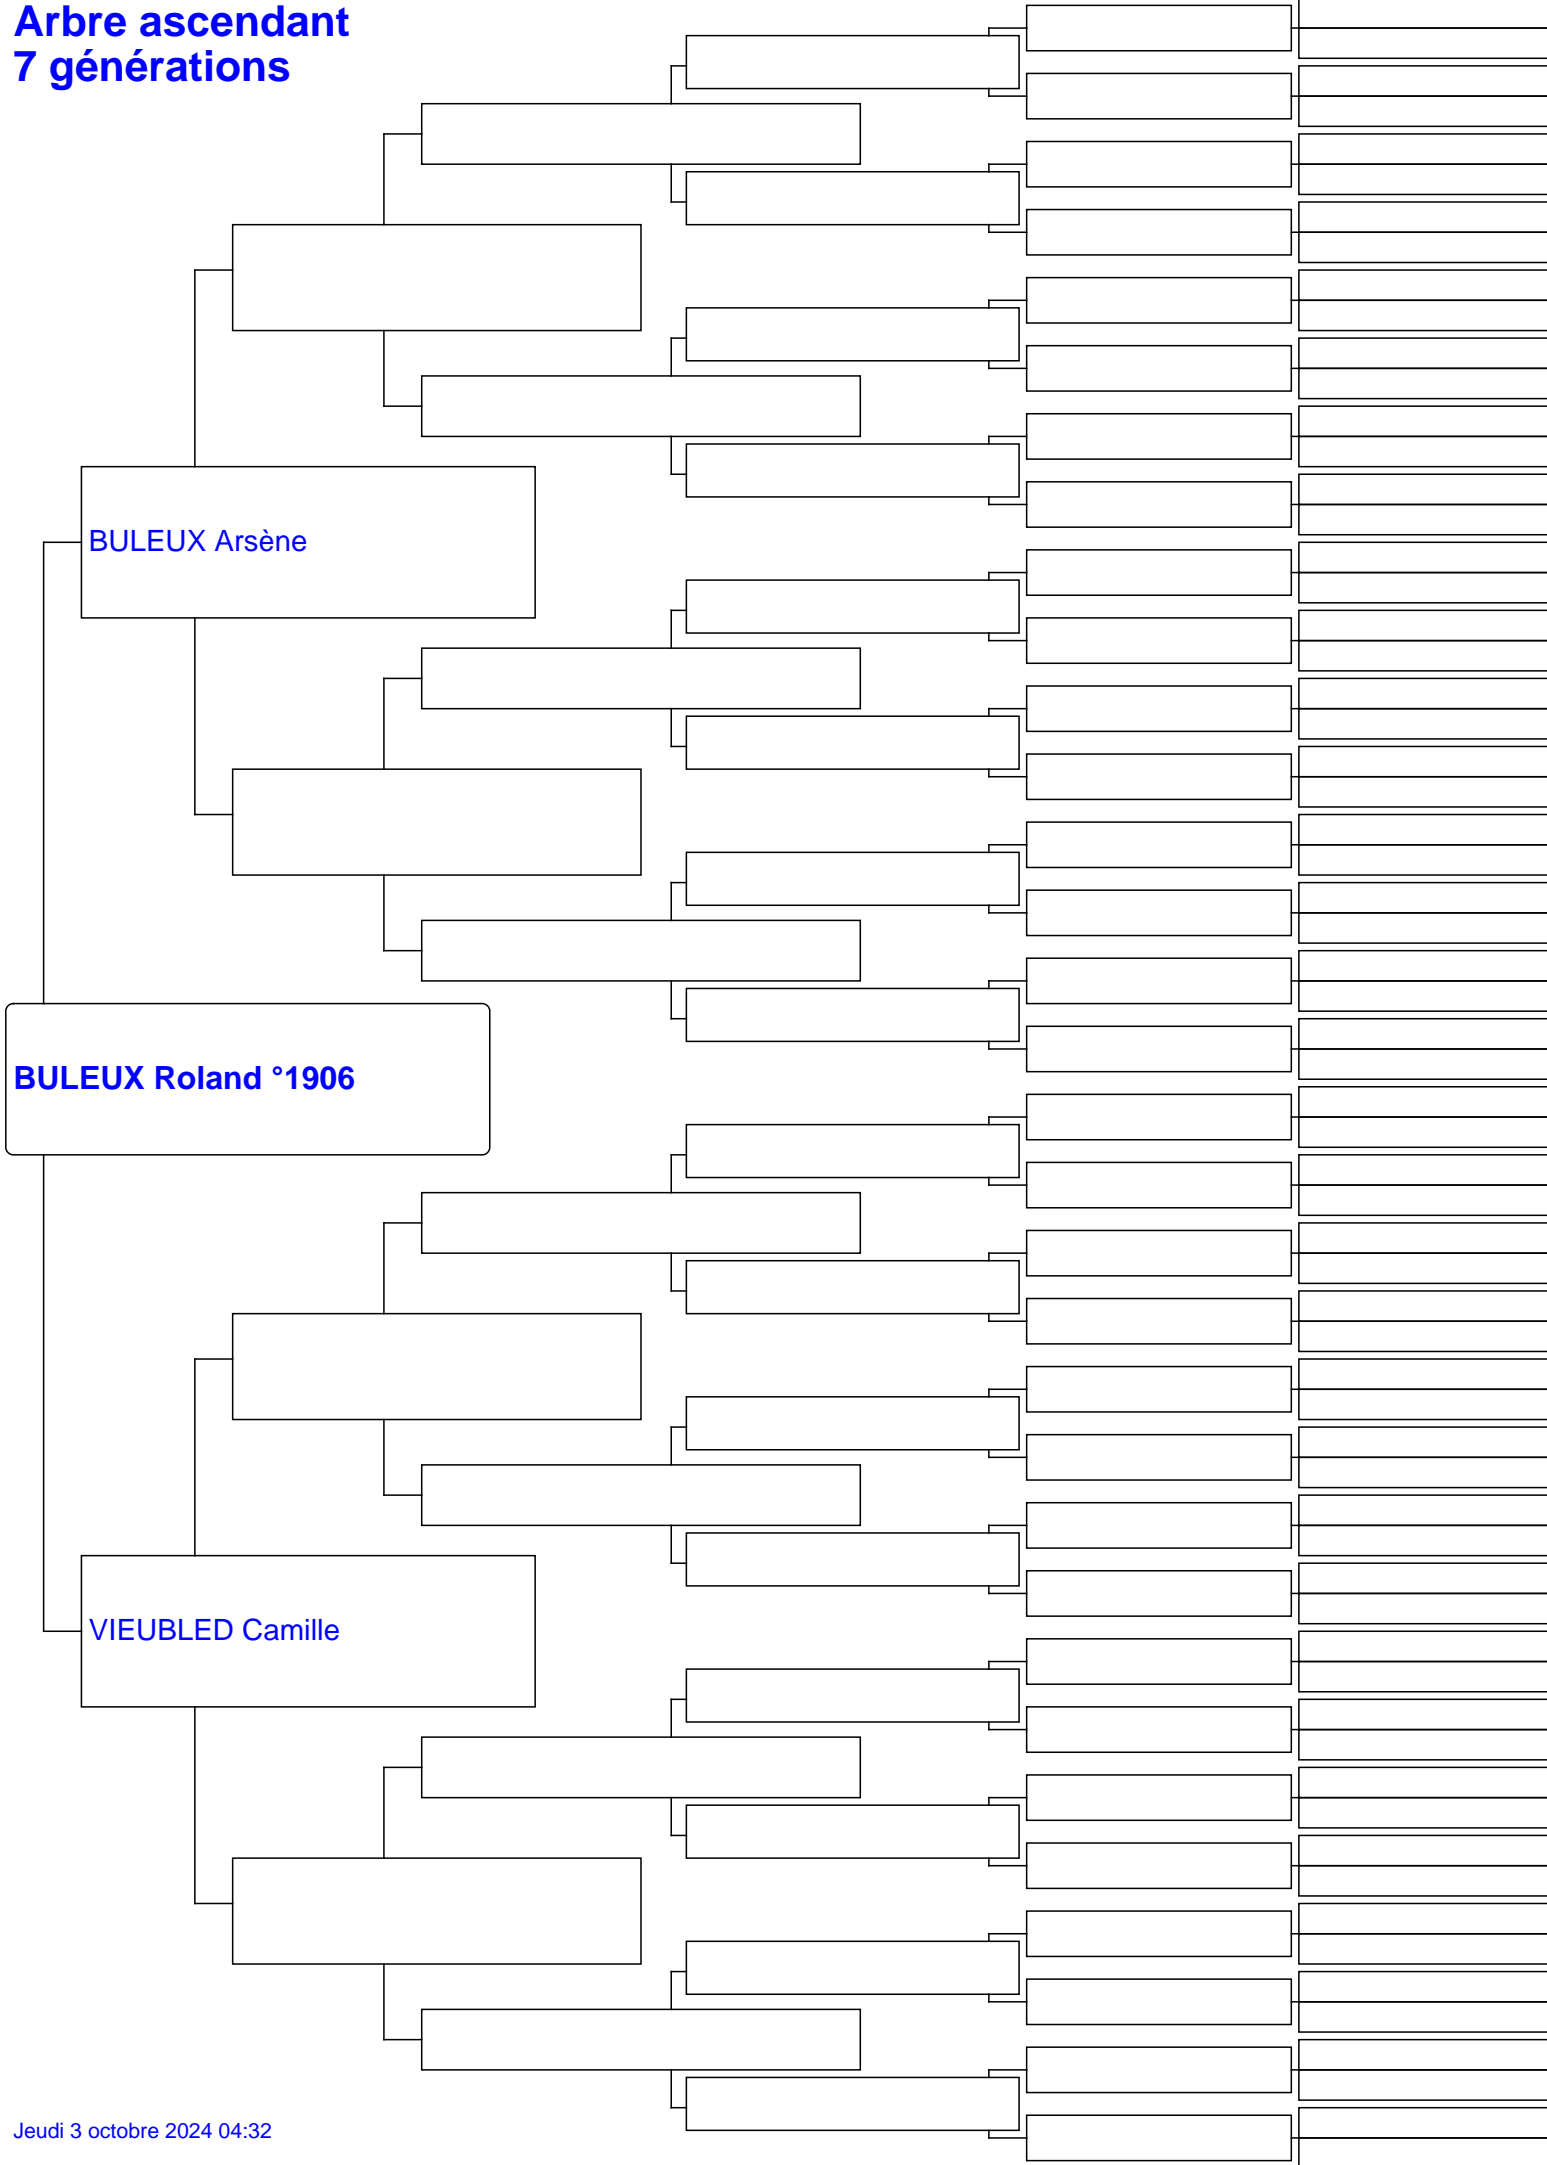 Arbre ascendant
7 générations
BULEUX Arsène
BULEUX Roland °1906
VIEUBLED Camille
Jeudi 3 octobre 2024 04:32